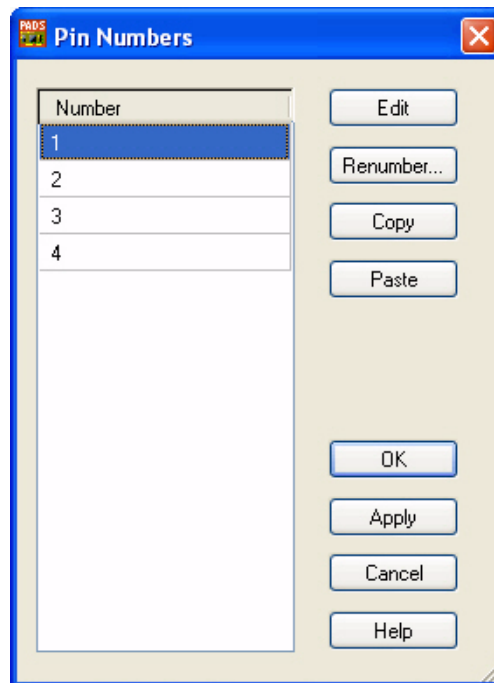 PADS
Pin Numbers
Number
1
2
3
4
Edit
Renumber...
Copy
Paste
OK
Apply
Cancel
Help